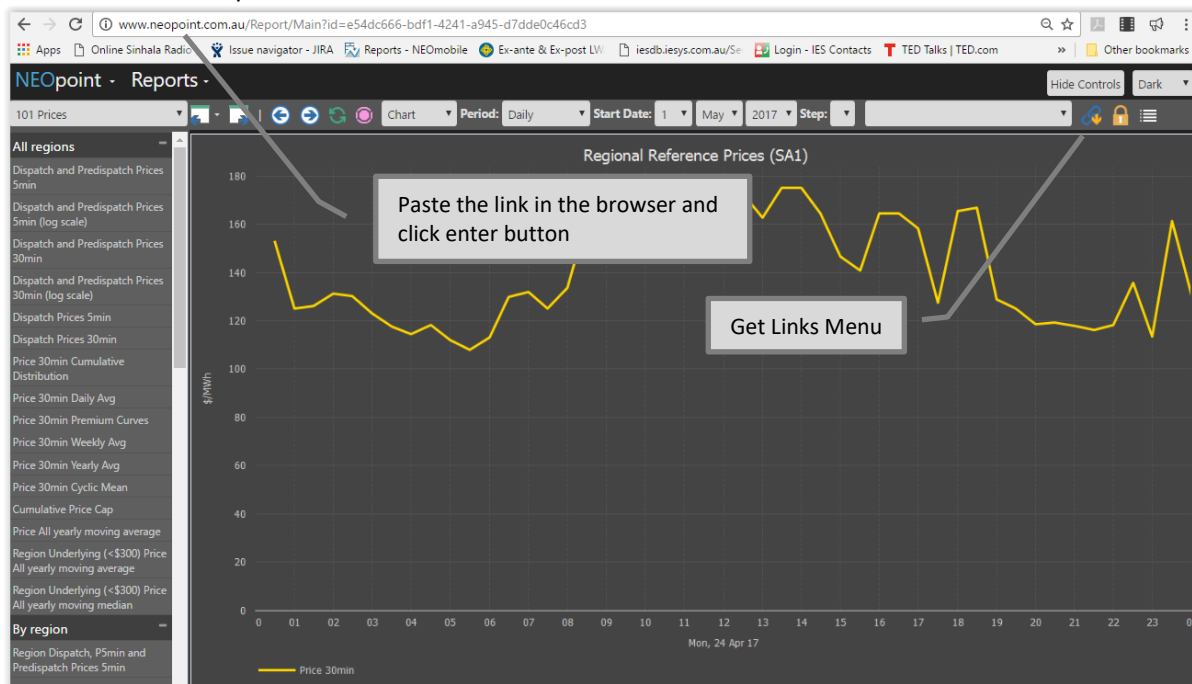 www.neopoint.com.au/Report/Main?id=e54dc666-bdf1-4241-a945-d7dde0c46cd3
Apps Online Sinhala Radio Issue navigator - JIRA Reports - NEOmobile Ex-ante & Ex-post LW iesdb.iesys.com.au/Se Login - IES Contacts TED Talks | TED.com » Other bookmarks
NEOpoint - Reports - Hide Controls Dark
101 Prices Chart Period: Daily Start Date: 1 May 2017 Step:
All regions
Dispatch and Predispatch Prices
5min
Dispatch and Predispatch Prices
5min (log scale)
Dispatch and Predispatch Prices
30min
Dispatch and Predispatch Prices
30min (log scale)
Dispatch Prices 5min
Dispatch Prices 30min
Price 30min Cumulative
Distribution
Price 30min Daily Avg
Price 30min Premium Curves
Price 30min Weekly Avg
Price 30min Yearly Avg
Price 30min Cyclic Mean
Cumulative Price Cap
Price All yearly moving average
Region Underlying (<$300) Price
All yearly moving average
Region Underlying (<$300) Price
All yearly moving median
By region
Region Dispatch, P5min and
Predispatch Prices 5min
Regional Reference Prices (SA1)
Paste the link in the browser and
click enter button
Get Links Menu
$/MWh
180
160
140
120
100
80
60
40
20
0
0 01 02 03 04 05 06 07 08 09 10 11 12 13 14 15 16 17 18 19 20 21 22 23 0
Mon, 24 Apr 17
Price 30min